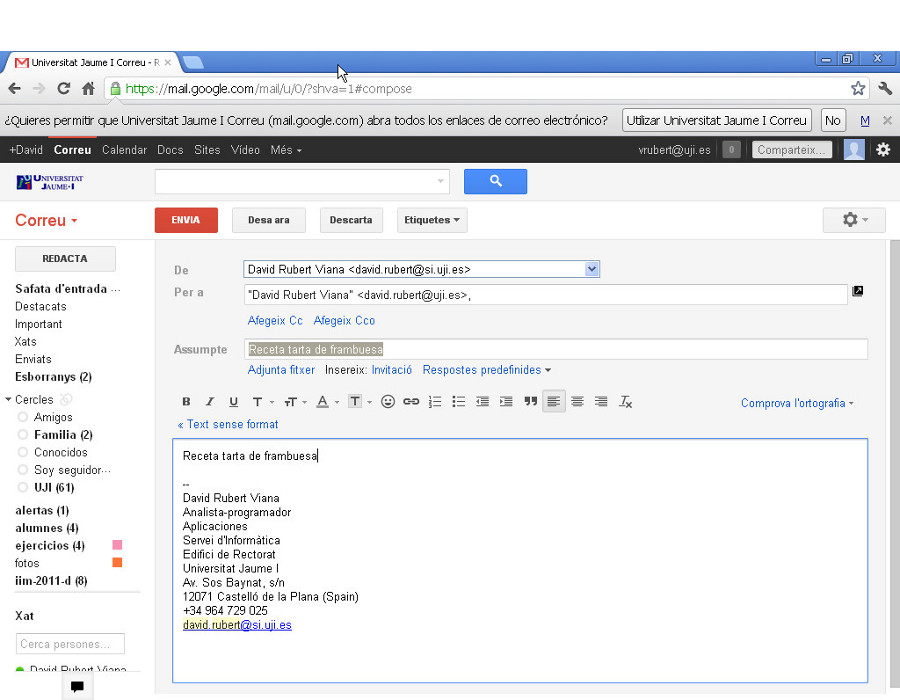 Universitat Jaume I Correu - R
https://mail.google.com/mail/u/0/?shva=1#compose
¿Quieres permitir que Universitat Jaume I Correu (mail.google.com) abra todos los enlaces de correo electrónico? Utilizar Universitat Jaume I Correu No M
+David Correu Calendar Docs Sites Vídeo Més vrubert@uji.es 0 Comparteix...
UNIVERSITAT
JAUME·I
Correu ENVIA Desa ara Descarta Etiquetes
REDACTA
De David Rubert Viana <david.rubert@si.uji.es>
Per a "David Rubert Viana" <david.rubert@uji.es>,
Afegeix Cc Afegeix Cco
Assumpte Receta tarta de frambuesa
Adjunta fitxer Insereix: Invitació Respostes predefinides
B I U T T A T Comprova l'ortografia
« Text sense format
Safata d'entrada ...
Destacats
Important
Xats
Enviats
Esborranys (2)
Cercles
Amigos
Familia (2)
Conocidos
Soy seguidor...
UJI (61)
alertas (1)
alumnes (4)
ejercicios (4)
fotos
iim-2011-d (8)
Xat
Cerca persones...
David Rubert Viana
Receta tarta de frambuesa
--
David Rubert Viana
Analista-programador
Aplicaciones
Servei d'Informàtica
Edifici de Rectorat
Universitat Jaume I
Av. Sos Baynat, s/n
12071 Castelló de la Plana (Spain)
+34 964 729 025
david.rubert@si.uji.es